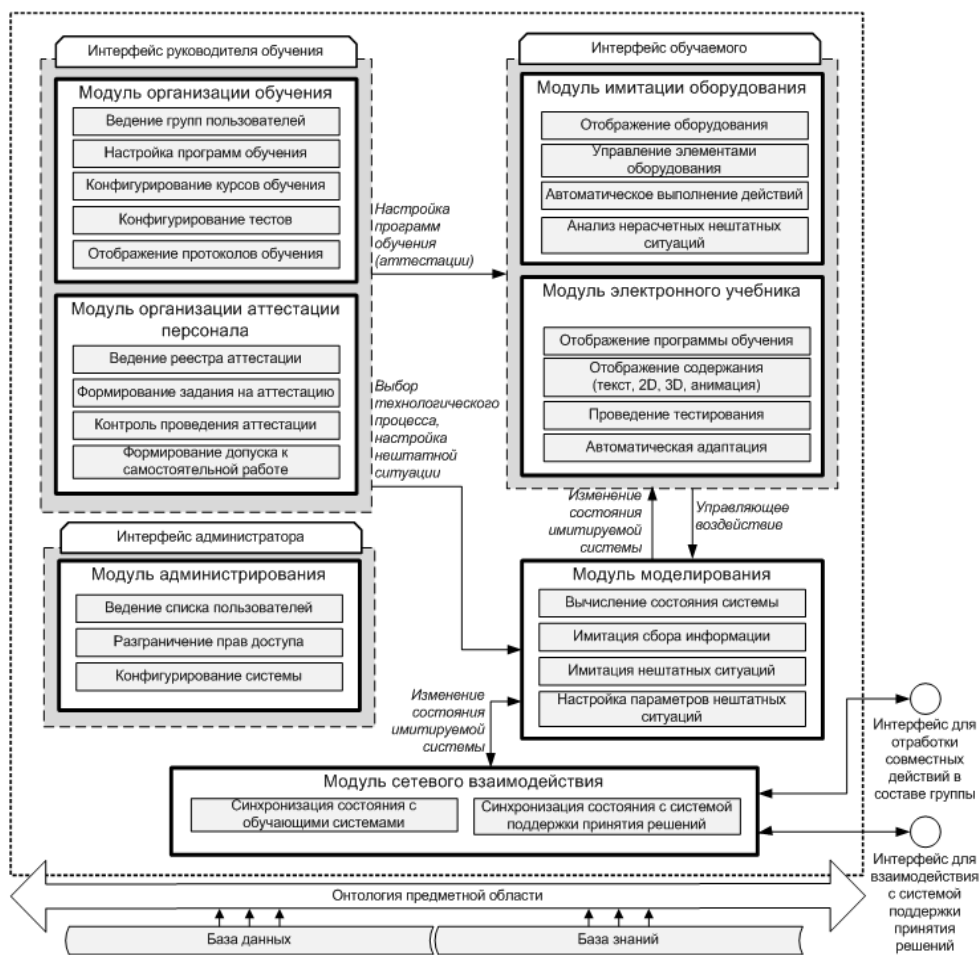 Интерфейс руководителя обучения
Модуль организации обучения
Ведение групп пользователей
Настройка программ обучения
Конфигурирование курсов обучения
Конфигурирование тестов
Отображение протоколов обучения
Модуль организации аттестации
персонала
Ведение реестра аттестации
Формирование задания на аттестацию
Контроль проведения аттестации
Формирование допуска к
самостоятельной работе
Настройка
программ
обучения
(аттестации)
Выбор
технологического
процесса,
настройка
нештатной
ситуации
Интерфейс обучаемого
Модуль имитации оборудования
Отображение оборудования
Управление элементами
оборудования
Автоматическое выполнение действий
Анализ нерасчетных нештатных
ситуаций
Модуль электронного учебника
Отображение программы обучения
Отображение содержания
(текст, 2D, 3D, анимация)
Проведение тестирования
Автоматическая адаптация
Изменение
состояния
имитируемой
системы
Управляющее
воздействие
Интерфейс администратора
Модуль администрирования
Ведение списка пользователей
Разграничение прав доступа
Конфигурирование системы
Модуль моделирования
Вычисление состояния системы
Имитация сбора информации
Имитация нештатных ситуаций
Настройка параметров нештатных
ситуаций
Изменение
состояния
имитируемой
системы
Модуль сетевого взаимодействия
Синхронизация состояния с
обучающими системами
Синхронизация состояния с системой
поддержки принятия решений
Интерфейс для
отработки
совместных
действий в
составе группы
Интерфейс для
взаимодействия
с системой
поддержки
принятия
решений
Онтология предметной области
База данных
База знаний